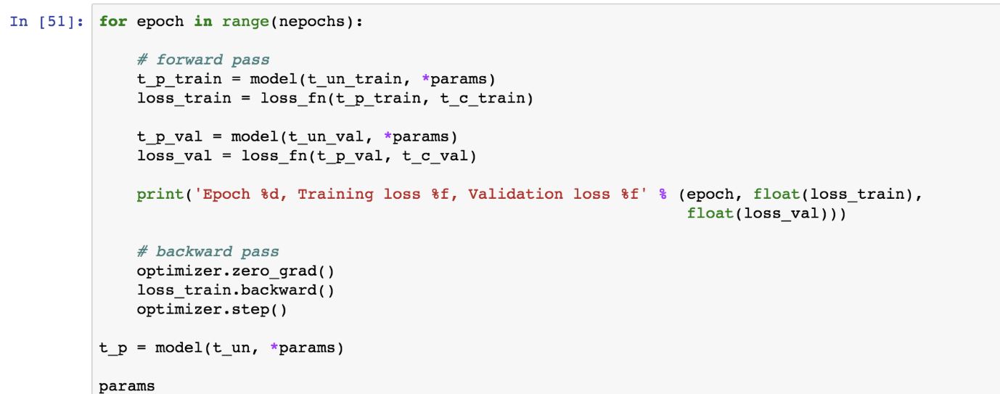 In [51]: for epoch in range(nepochs):
# forward pass
t_p_train = model(t_un_train, *params)
loss_train = loss_fn(t_p_train, t_c_train)
t_p_val = model(t_un_val, *params)
loss_val = loss_fn(t_p_val, t_c_val)
print('Epoch %d, Training loss %f, Validation loss %f' % (epoch, float(loss_train),
float(loss_val)))
# backward pass
optimizer.zero_grad()
loss_train.backward()
optimizer.step()
t_p = model(t_un, *params)
params